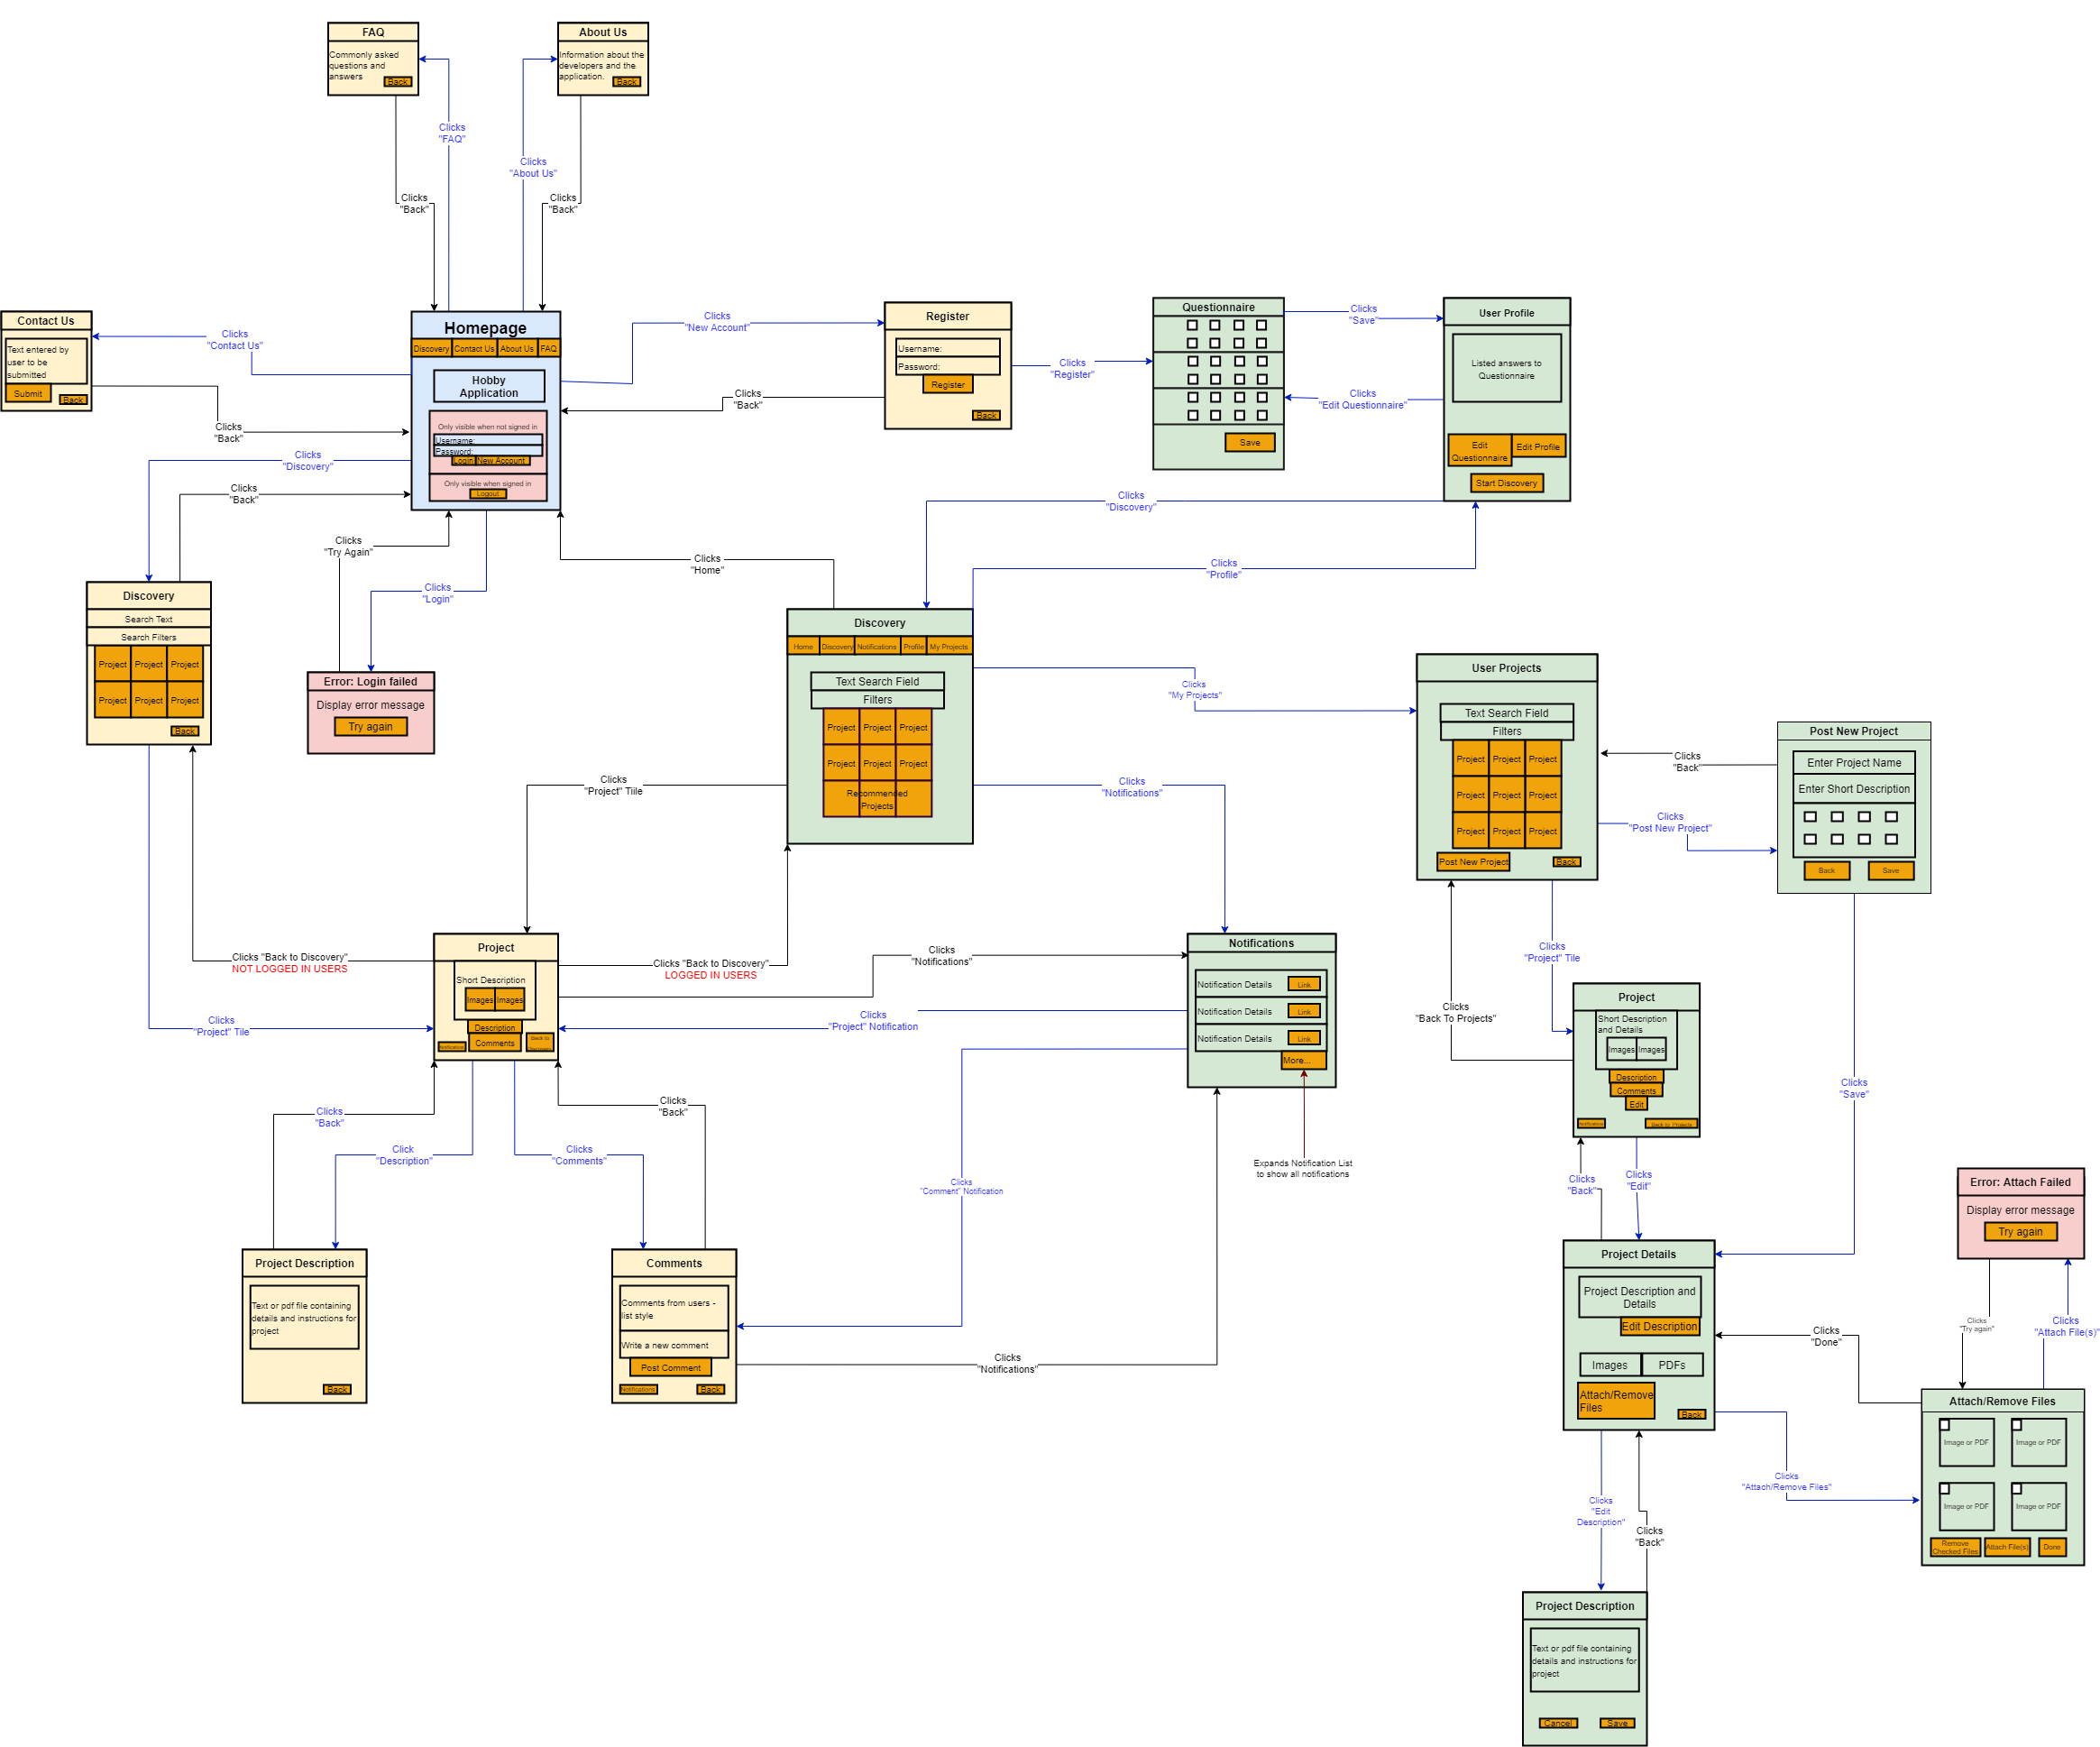 FAQ
Commonly asked
questions and
answers
Back
About Us
Information about the
developers and the
application.
Back
Clicks
"FAQ"
Clicks
"About Us"
Clicks
"Back"
Clicks
"Back"
Contact Us
Text entered by
user to be
submitted
Submit
Back
Clicks
"Contact Us"
Clicks
"Back"
Clicks
"Discovery"
Clicks
"Back"
Homepage
Discovery Contact Us About Us FAQ
Hobby
Application
Only visible when not signed in
Username:
Password:
Login New Account
Only visible when signed in
Logout
Clicks
"New Account"
Clicks
"Back"
Register
Username:
Password:
Register
Back
Clicks
"Register"
Questionnaire
Save
Clicks
"Save"
Clicks
"Edit Questionnaire"
User Profile
Listed answers to
Questionnaire
Edit
Questionnaire
Edit Profile
Start Discovery
Clicks
"Discovery"
Clicks
"Profile"
Clicks
"Home"
Clicks
"Try Again"
Clicks
"Login"
Error: Login failed
Display error message
Try again
Discovery
Search Text
Search Filters
Project Project Project
Project Project Project
Back
Discovery
Home Discovery Notifications Profile My Projects
Text Search Field
Filters
Project Project Project
Project Project Project
Recommended
Projects
Clicks
"My Projects"
Clicks
"Project" Tile
Clicks
"Notifications"
User Projects
Text Search Field
Filters
Project Project Project
Project Project Project
Project Project Project
Post New Project
Back
Clicks
"Back"
Clicks
"Post New Project"
Post New Project
Enter Project Name
Enter Short Description
Back
Save
Clicks "Back to Discovery"
NOT LOGGED IN USERS
Clicks
"Project" Tile
Project
Short Description
Images Images
Description
Comments
Notifications
Back to
Discovery
Clicks "Back to Discovery"
LOGGED IN USERS
Clicks
"Notifications"
Clicks
"Project" Notification
Notifications
Notification Details Link
Notification Details Link
Notification Details Link
More...
Expands Notification List
to show all notifications
Clicks
"Project" Tile
Clicks
"Back To Projects"
Project
Short Description
and Details
Images Images
Description
Comments
Edit
Notifications
Back to Projects
Clicks
"Save"
Clicks
"Back"
Clicks
"Back"
Click
"Description"
Clicks
"Comments"
Clicks
"Comment" Notification
Clicks
"Back"
Clicks
"Edit"
Project Description
Text or pdf file containing
details and instructions for
project
Back
Comments
Comments from users -
list style
Write a new comment
Post Comment
Notifications
Back
Clicks
"Notifications"
Project Details
Project Description and
Details
Edit Description
Images PDFs
Attach/Remove
Files
Back
Error: Attach Failed
Display error message
Try again
Clicks
"Try again"
Clicks
"Attach File(s)"
Clicks
"Done"
Clicks
"Attach/Remove Files"
Attach/Remove Files
Image or PDF
Image or PDF
Image or PDF
Image or PDF
Remove
Checked Files
Attach File(s)
Done
Clicks
"Edit
Description"
Clicks
"Back"
Project Description
Text or pdf file containing
details and instructions for
project
Cancel
Save